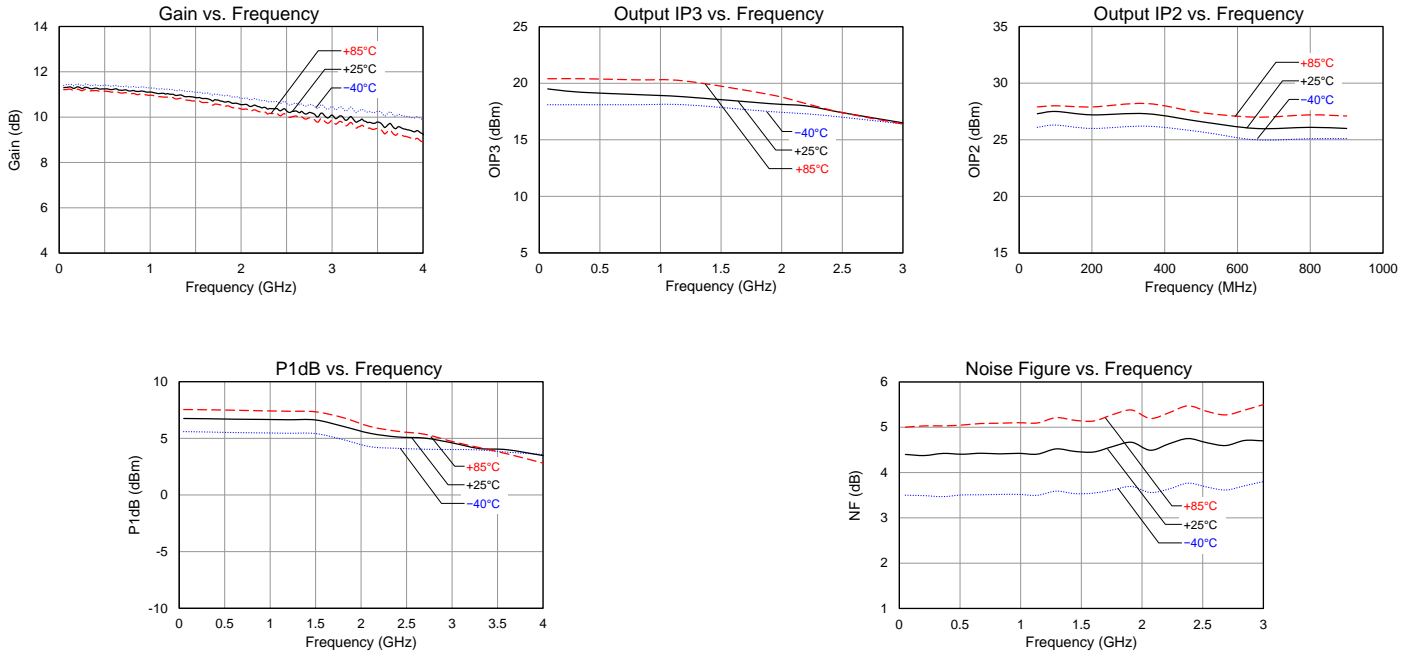 Gain vs. Frequency
14
12
10
8
6
4
Gain (dB)
+85°C
+25°C
−40°C
0 1 2 3 4
Frequency (GHz)
Output IP3 vs. Frequency
25
20
15
10
5
OIP3 (dBm)
−40°C
+25°C
+85°C
0 0.5 1 1.5 2 2.5 3
Frequency (GHz)
Output IP2 vs. Frequency
35
30
25
20
15
OIP2 (dBm)
+85°C
+25°C
−40°C
0 200 400 600 800 1000
Frequency (MHz)
P1dB vs. Frequency
10
5
0
-5
-10
P1dB (dBm)
+85°C
+25°C
−40°C
0 0.5 1 1.5 2 2.5 3 3.5 4
Frequency (GHz)
Noise Figure vs. Frequency
6
5
4
3
2
1
NF (dB)
+85°C
+25°C
−40°C
0 0.5 1 1.5 2 2.5 3
Frequency (GHz)